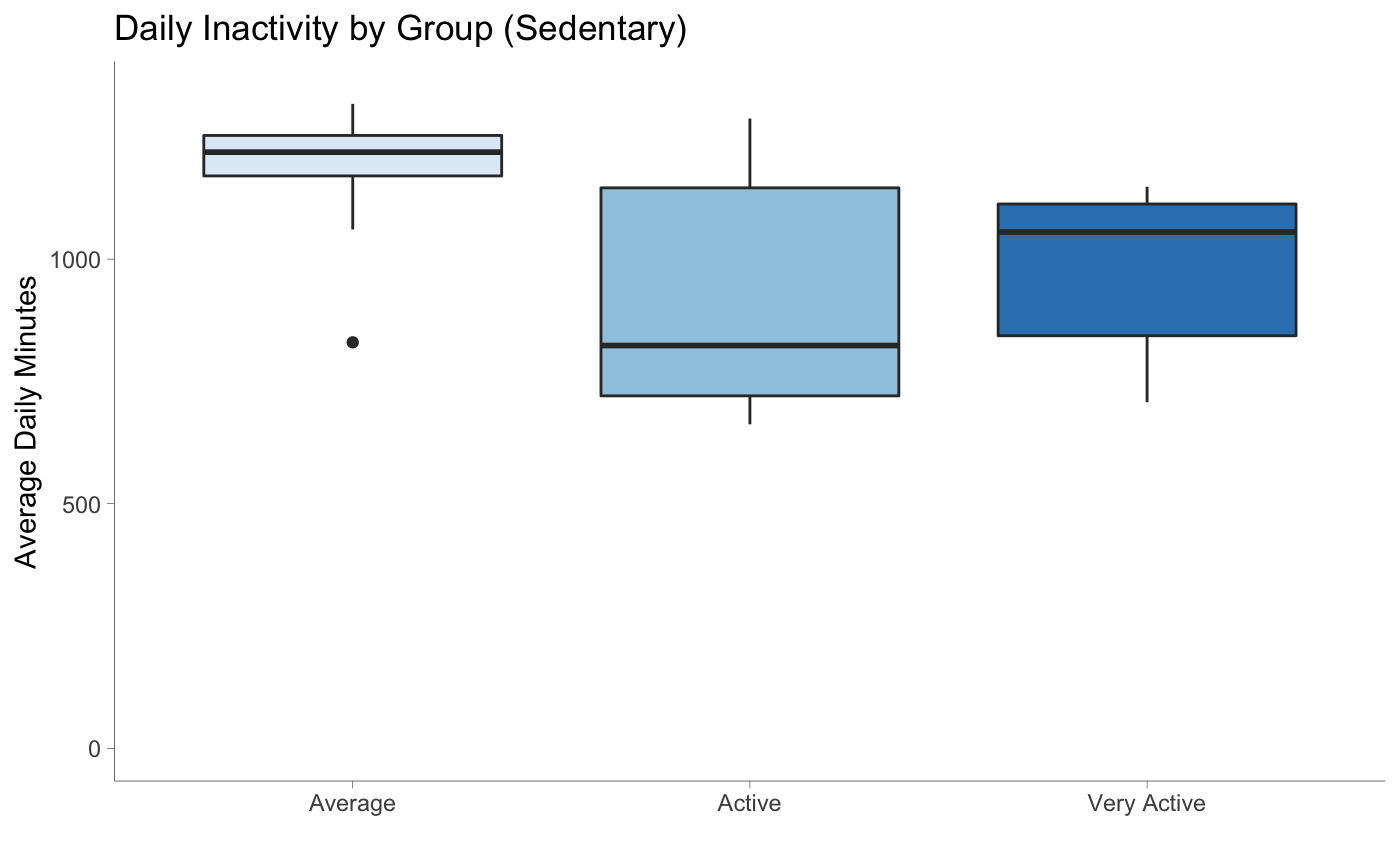 Daily Inactivity by Group (Sedentary)
Average Daily Minutes
1000
500
0
Average
Active
Very Active